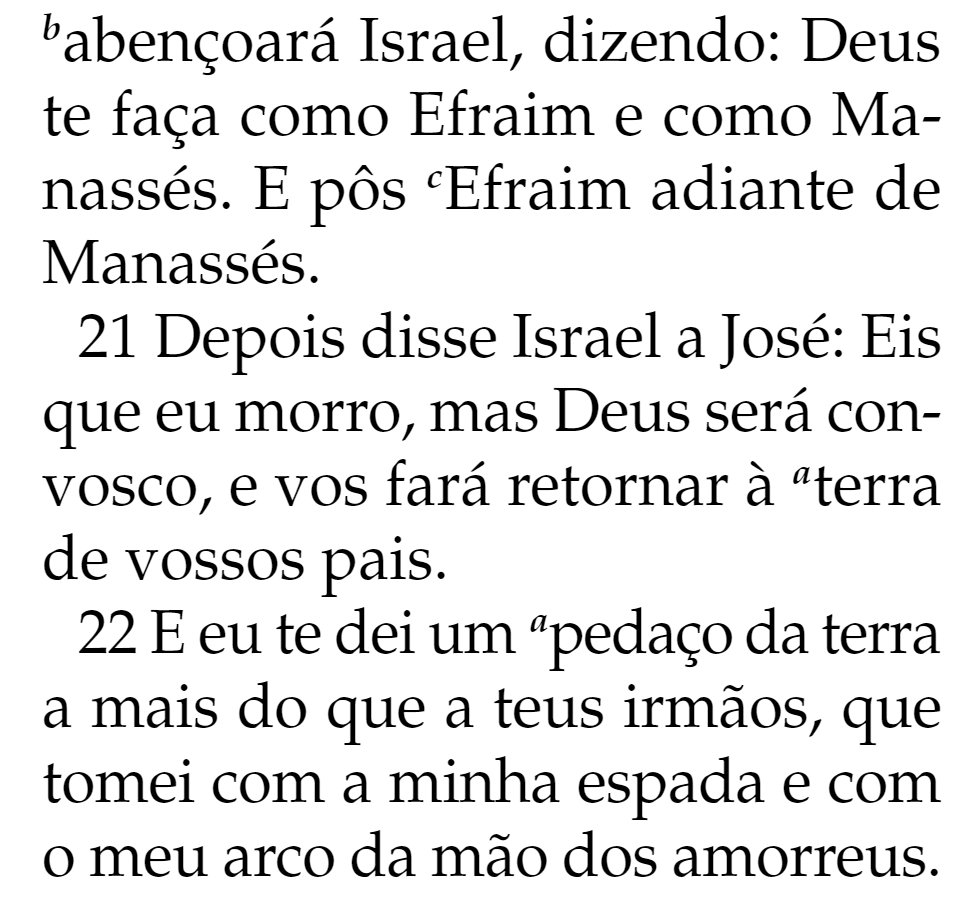 ᵇabençoará Israel, dizendo: Deus
te faça como Efraim e como Ma-
nassés. E pôs ᶜEfraim adiante de
Manassés.
21 Depois disse Israel a José: Eis
que eu morro, mas Deus será con-
vosco, e vos fará retornar à ᵃterra
de vossos pais.
22 E eu te dei um ᵃpedaço da terra
a mais do que a teus irmãos, que
tomei com a minha espada e com
o meu arco da mão dos amorreus.